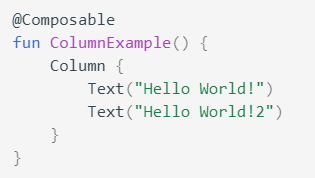 @Composable
fun ColumnExample() {
    Column {
        Text("Hello World!")
        Text("Hello World!2")
    }
}